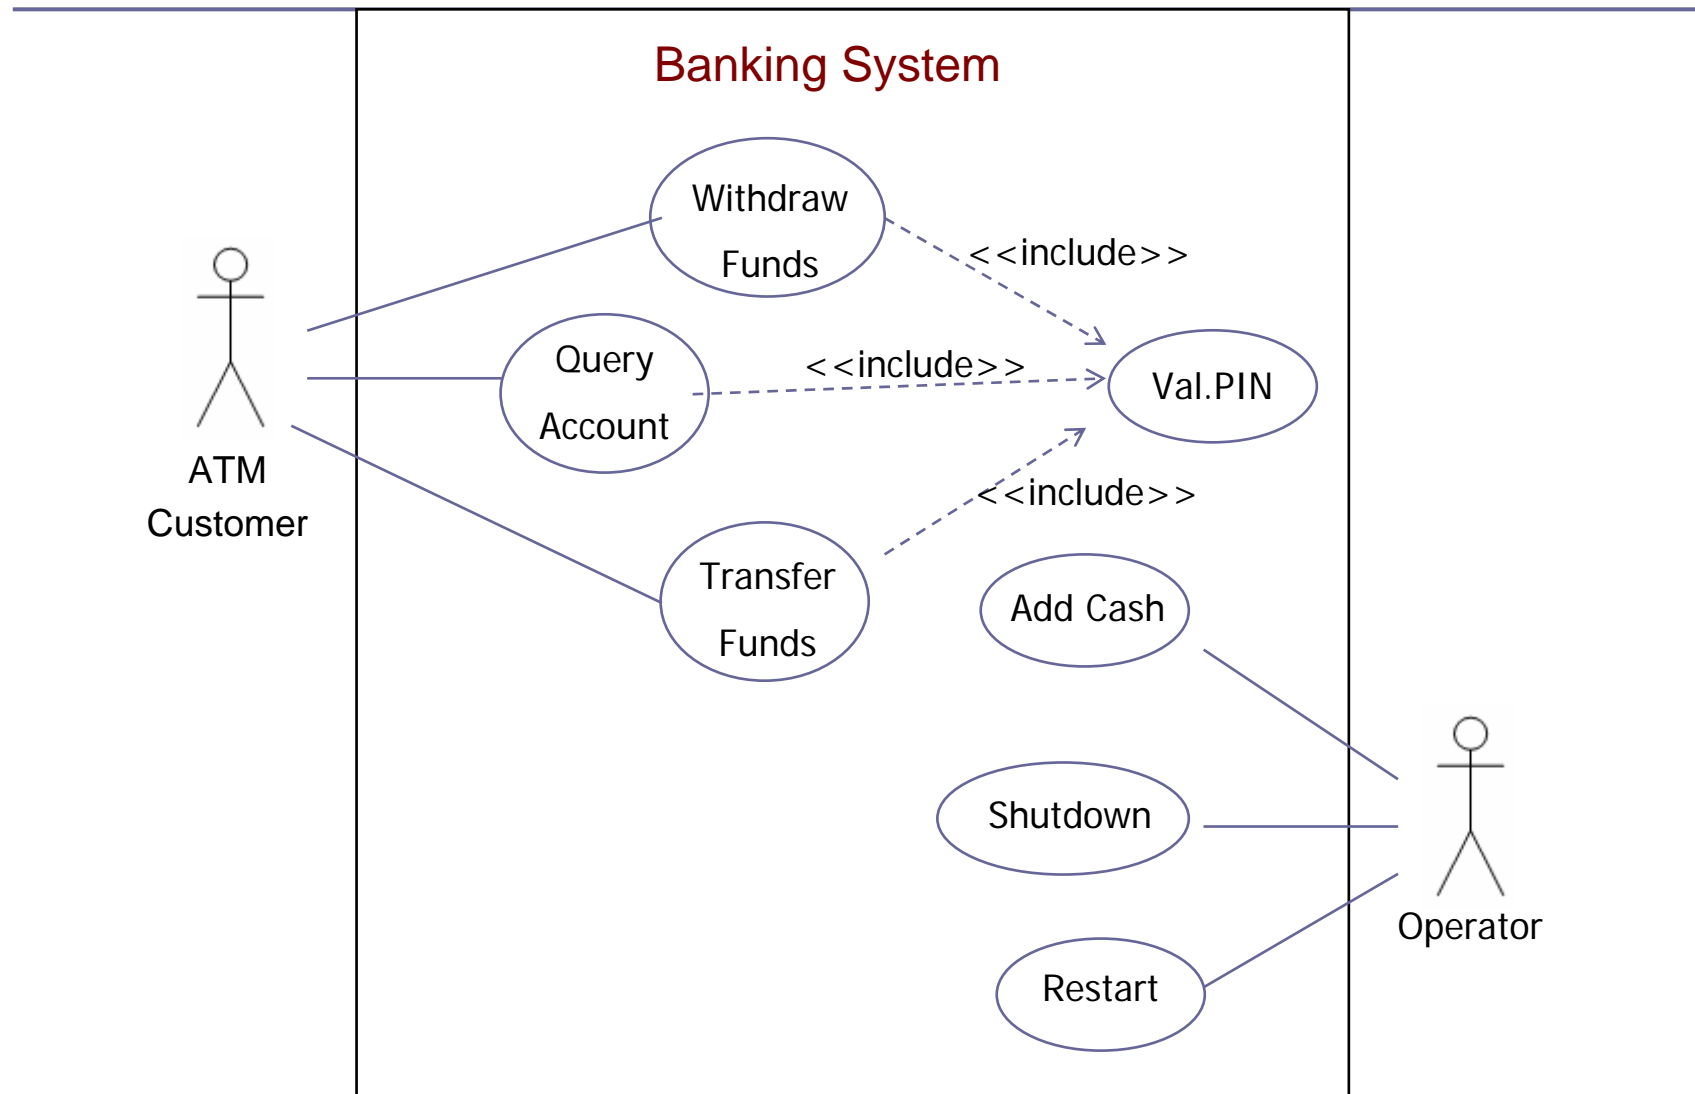 Banking System
Withdraw
Funds
<<include>>
Query
Account
<<include>>
Val.PIN
ATM
Customer
<<include>>
Transfer
Funds
Add Cash
Shutdown
Operator
Restart